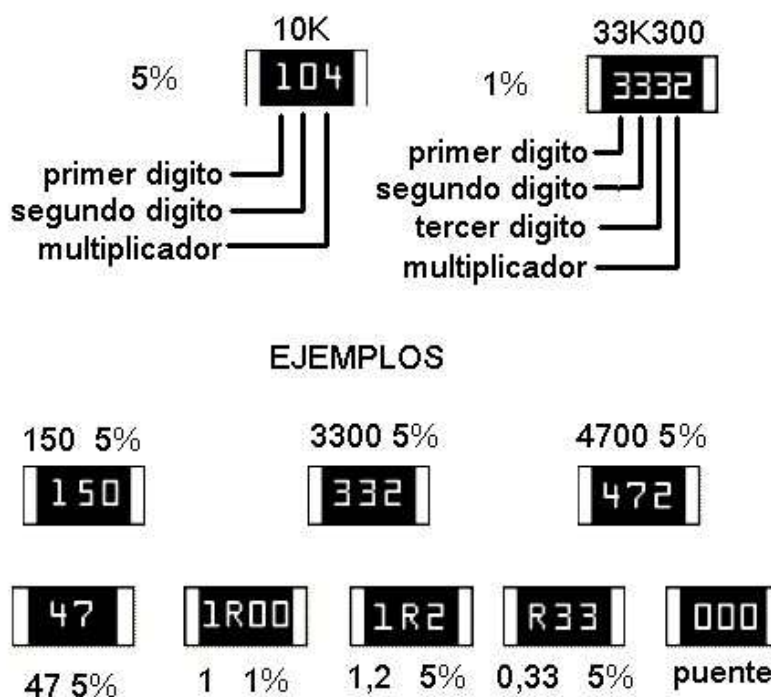 10K 33K300
5% 104 1% 3332
primer digito primer digito
segundo digito segundo digito
multiplicador tercer digito
multiplicador
EJEMPLOS
150 5% 3300 5% 4700 5%
150 332 472
47 1R00 1R2 R33 000
47 5% 1 1% 1,2 5% 0,33 5% puente